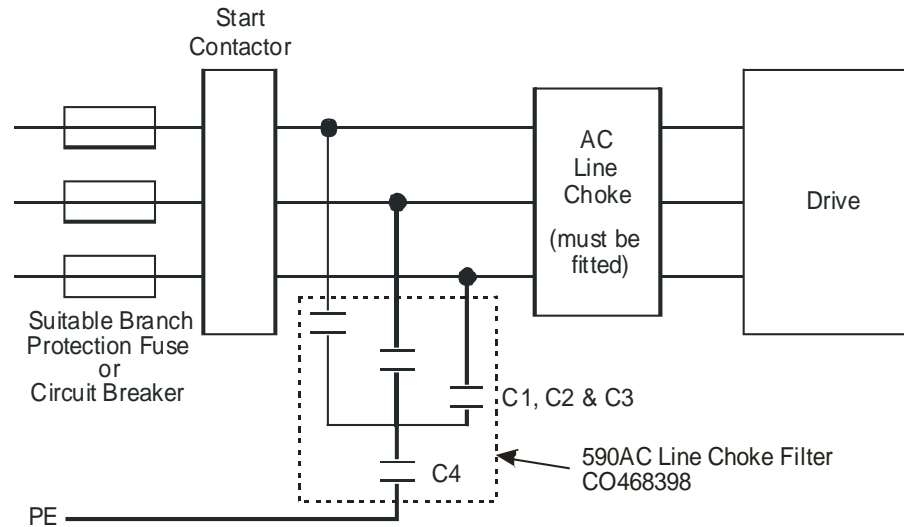 Start
Contactor
AC
Line
Choke
(must be
fitted)
Drive
Suitable Branch
Protection Fuse
or
Circuit Breaker
C1, C2 & C3
C4
590AC Line Choke Filter
CO468398
PE